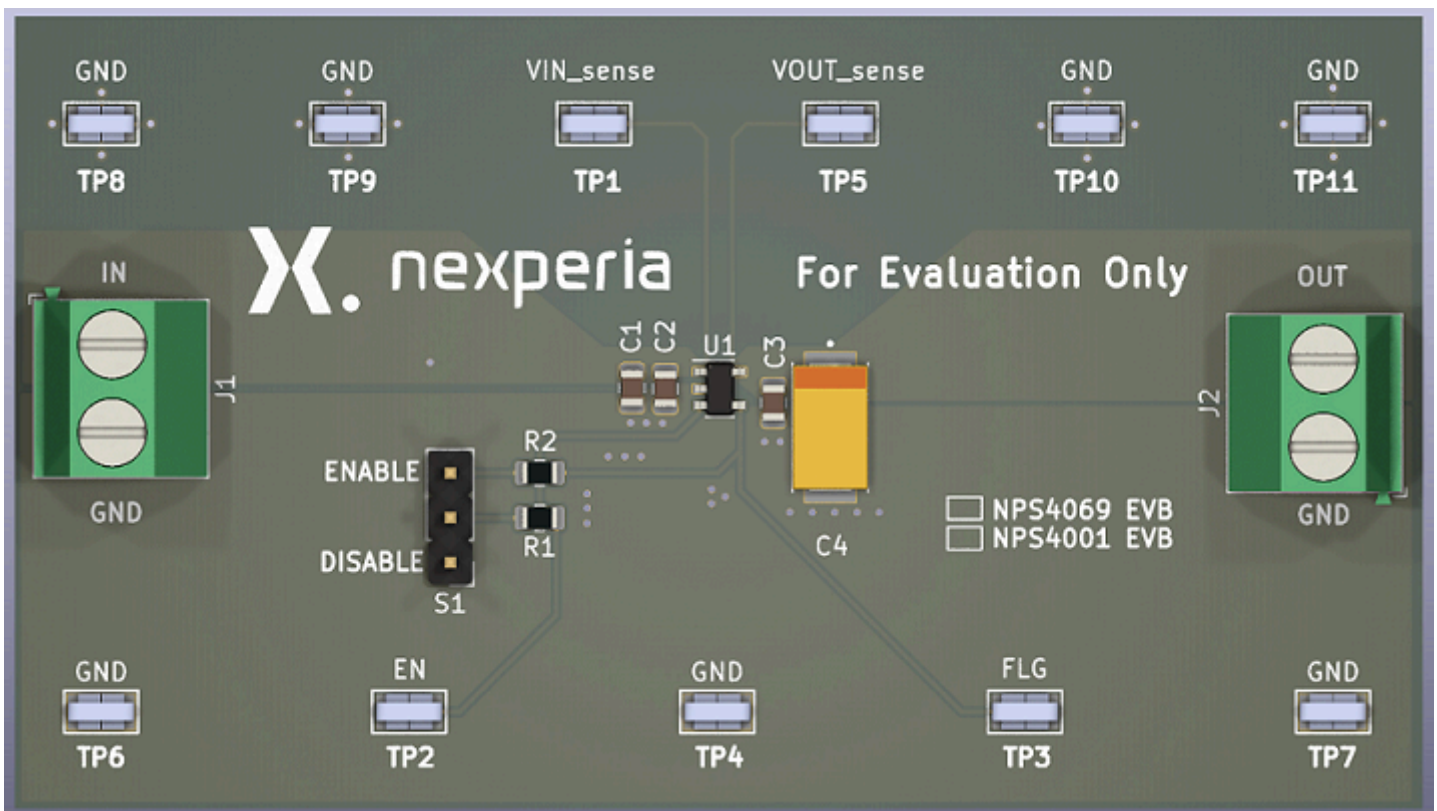 GND GND VIN_sense VOUT_sense GND GND
TP8 TP9 TP1 TP5 TP10 TP11
nexperia For Evaluation Only
IN OUT
C1 C2 U1 C3
J1 J2
R2
ENABLE
GND GND
R1
DISABLE
S1
C4
NPS4069 EVB
NPS4001 EVB
GND EN GND FLG GND
TP6 TP2 TP4 TP3 TP7